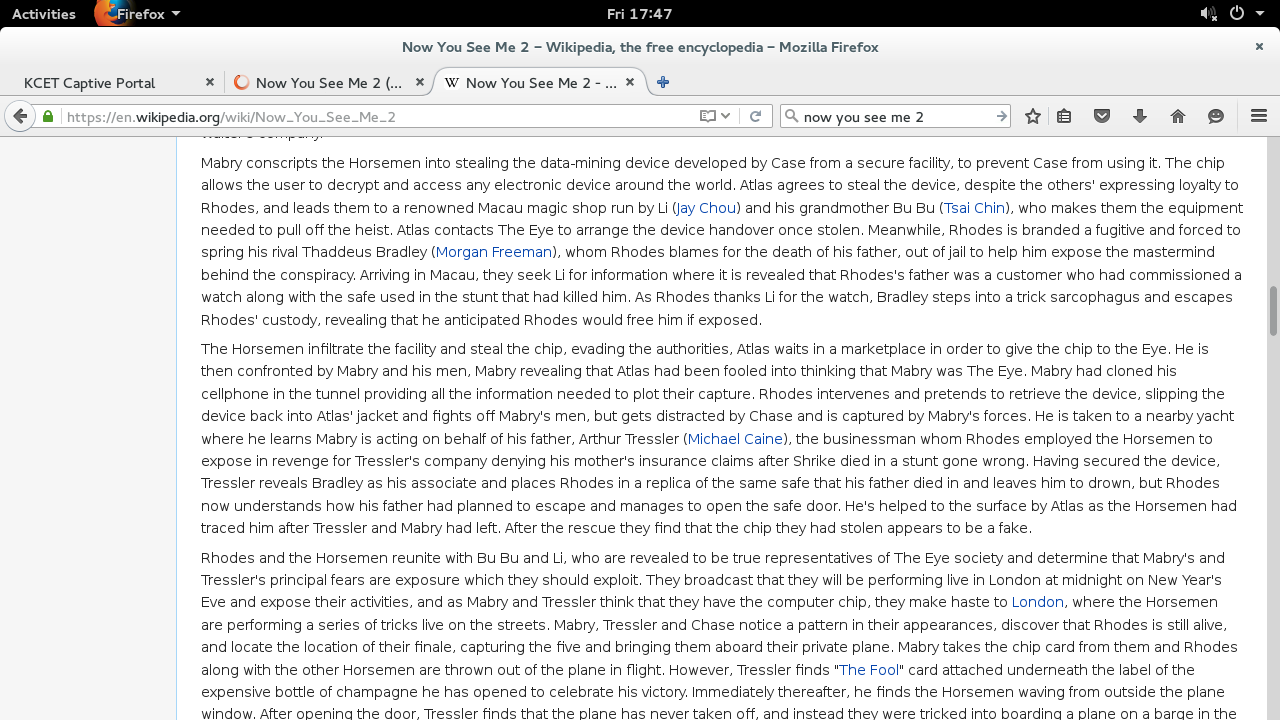 Activities Firefox Fri 17:47
Now You See Me 2 – Wikipedia, the free encyclopedia – Mozilla Firefox
KCET Captive Portal Now You See Me 2 (... W Now You See Me 2 - ...
https://en.wikipedia.org/wiki/Now_You_See_Me_2 now you see me 2
Walter's company.
Mabry conscripts the Horsemen into stealing the data-mining device developed by Case from a secure facility, to prevent Case from using it. The chip
allows the user to decrypt and access any electronic device around the world. Atlas agrees to steal the device, despite the others' expressing loyalty to
Rhodes, and leads them to a renowned Macau magic shop run by Li (Jay Chou) and his grandmother Bu Bu (Tsai Chin), who makes them the equipment
needed to pull off the heist. Atlas contacts The Eye to arrange the device handover once stolen. Meanwhile, Rhodes is branded a fugitive and forced to
spring his rival Thaddeus Bradley (Morgan Freeman), whom Rhodes blames for the death of his father, out of jail to help him expose the mastermind
behind the conspiracy. Arriving in Macau, they seek Li for information where it is revealed that Rhodes's father was a customer who had commissioned a
watch along with the safe used in the stunt that had killed him. As Rhodes thanks Li for the watch, Bradley steps into a trick sarcophagus and escapes
Rhodes' custody, revealing that he anticipated Rhodes would free him if exposed.
The Horsemen infiltrate the facility and steal the chip, evading the authorities, Atlas waits in a marketplace in order to give the chip to the Eye. He is
then confronted by Mabry and his men, Mabry revealing that Atlas had been fooled into thinking that Mabry was The Eye. Mabry had cloned his
cellphone in the tunnel providing all the information needed to plot their capture. Rhodes intervenes and pretends to retrieve the device, slipping the
device back into Atlas' jacket and fights off Mabry's men, but gets distracted by Chase and is captured by Mabry's forces. He is taken to a nearby yacht
where he learns Mabry is acting on behalf of his father, Arthur Tressler (Michael Caine), the businessman whom Rhodes employed the Horsemen to
expose in revenge for Tressler's company denying his mother's insurance claims after Shrike died in a stunt gone wrong. Having secured the device,
Tressler reveals Bradley as his associate and places Rhodes in a replica of the same safe that his father died in and leaves him to drown, but Rhodes
now understands how his father had planned to escape and manages to open the safe door. He's helped to the surface by Atlas as the Horsemen had
traced him after Tressler and Mabry had left. After the rescue they find that the chip they had stolen appears to be a fake.
Rhodes and the Horsemen reunite with Bu Bu and Li, who are revealed to be true representatives of The Eye society and determine that Mabry's and
Tressler's principal fears are exposure which they should exploit. They broadcast that they will be performing live in London at midnight on New Year's
Eve and expose their activities, and as Mabry and Tressler think that they have the computer chip, they make haste to London, where the Horsemen
are performing a series of tricks live on the streets. Mabry, Tressler and Chase notice a pattern in their appearances, discover that Rhodes is still alive,
and locate the location of their finale, capturing the five and bringing them aboard their private plane. Mabry takes the chip card from them and Rhodes
along with the other Horsemen are thrown out of the plane in flight. However, Tressler finds "The Fool" card attached underneath the label of the
expensive bottle of champagne he has opened to celebrate his victory. Immediately thereafter, he finds the Horsemen waving from outside the plane
window. After opening the door, Tressler finds that the plane has never taken off, and instead they were tricked into boarding a plane on a barge in the